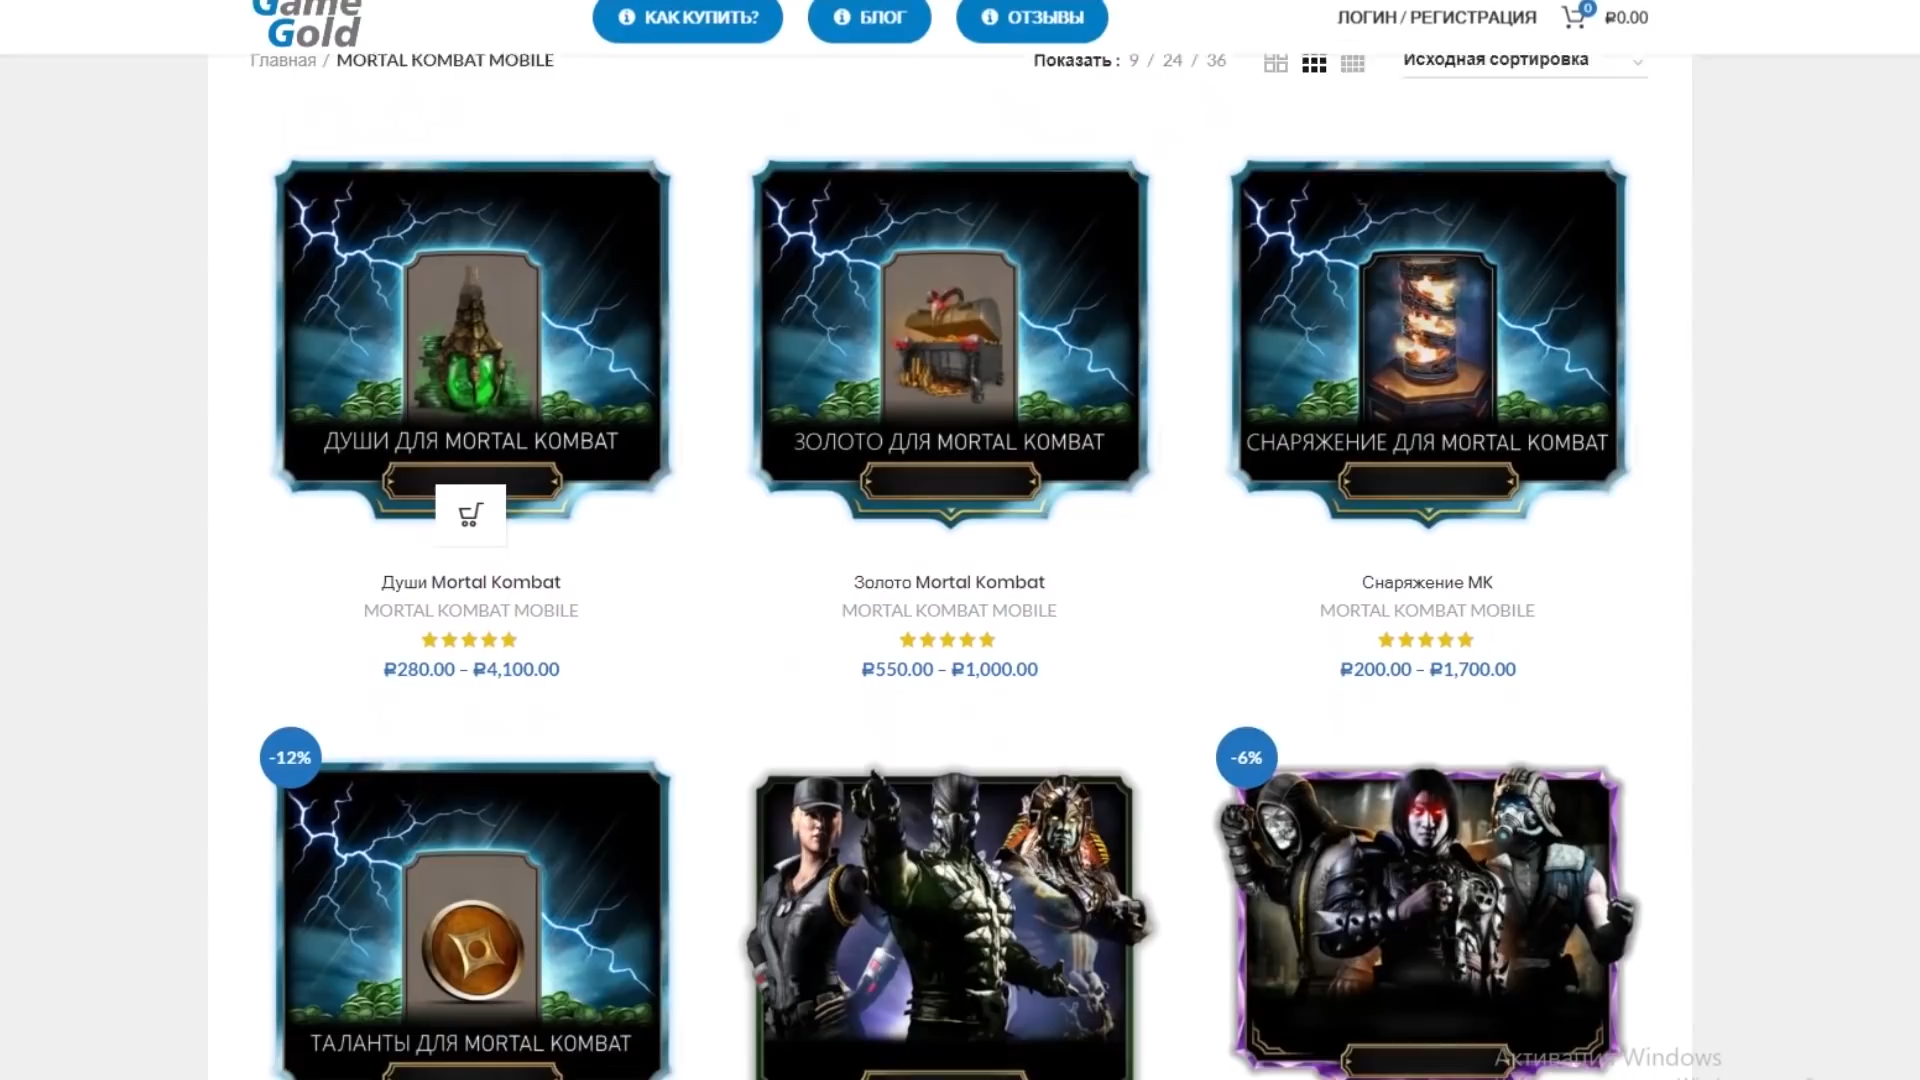 Game
Gold
КАК КУПИТЬ?
БЛОГ
ОТЗЫВЫ
ЛОГИН / РЕГИСТРАЦИЯ
0
₽0.00
Главная / MORTAL KOMBAT MOBILE
Показать : 9 / 24 / 36
Исходная сортировка
ДУШИ ДЛЯ MORTAL KOMBAT
ЗОЛОТО ДЛЯ MORTAL KOMBAT
СНАРЯЖЕНИЕ ДЛЯ MORTAL KOMBAT
Души Mortal Kombat
MORTAL KOMBAT MOBILE
₽280.00 – ₽4,100.00
Золото Mortal Kombat
MORTAL KOMBAT MOBILE
₽550.00 – ₽1,000.00
Снаряжение MK
MORTAL KOMBAT MOBILE
₽200.00 – ₽1,700.00
-12%
-6%
ТАЛАНТЫ ДЛЯ MORTAL KOMBAT
Активация Windows